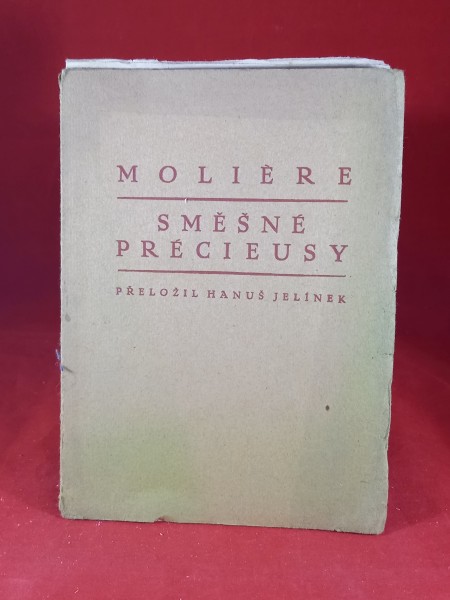 MOLIÈRE
SMĚŠNÉ
PRÉCIEUSY
PŘELOŽIL HANUŠ JELÍNEK